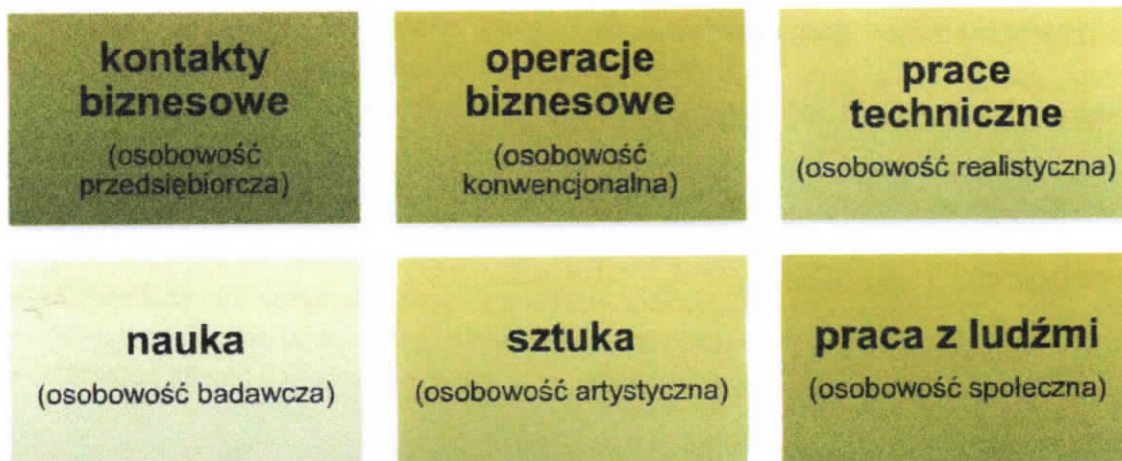 kontakty
biznesowe
(osobowość
przedsiębiorcza)
operacje
biznesowe
(osobowość
konwencjonalna)
prace
techniczne
(osobowość realistyczna)
nauka
(osobowość badawcza)
sztuka
(osobowość artystyczna)
praca z ludźmi
(osobowość społeczna)